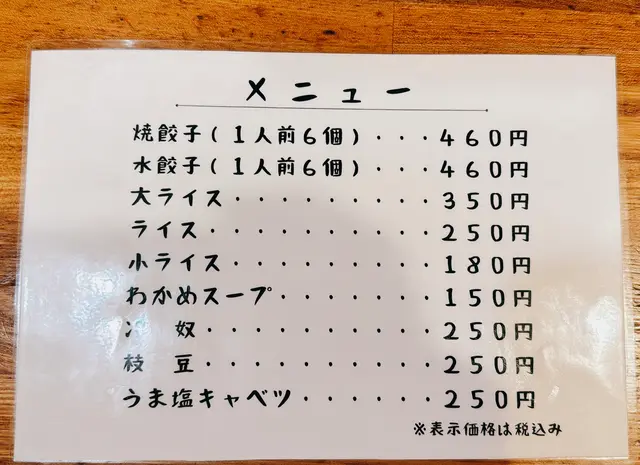 メニュー
焼餃子(1人前6個)・・・460円
水餃子(1人前6個)・・・460円
大ライス・・・・・・・・・・350円
ライス・・・・・・・・・・・250円
小ライス・・・・・・・・・・180円
わかめスープ・・・・・・・・150円
冷 奴・・・・・・・・・・・250円
枝 豆・・・・・・・・・・・250円
うま塩キャベツ・・・・・・250円
※表示価格は税込み